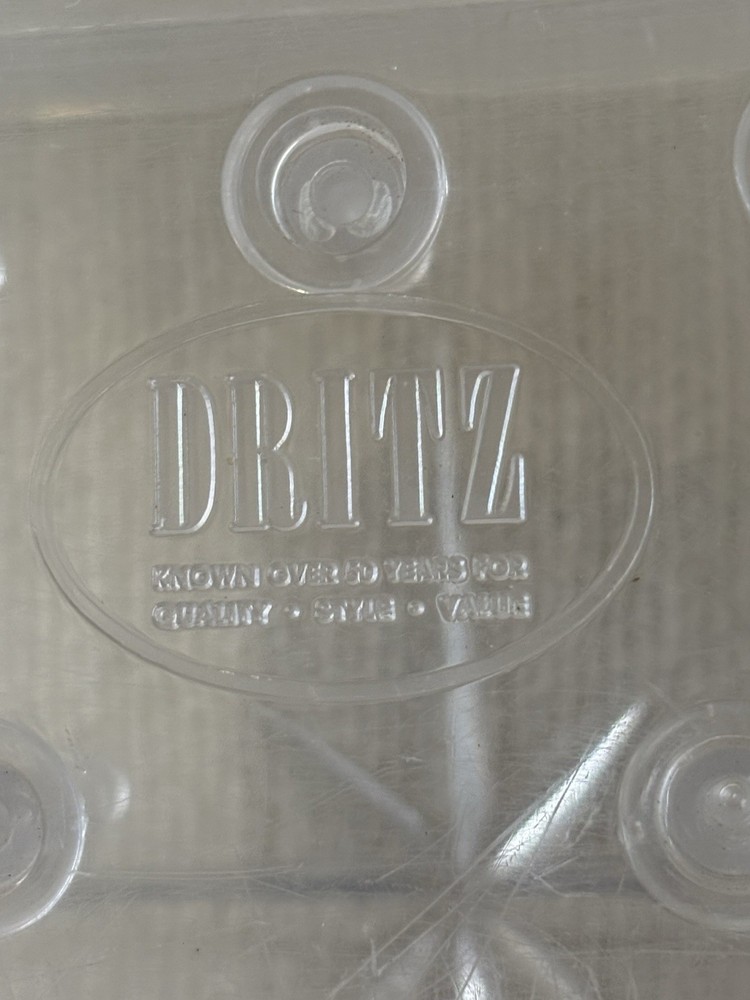 DRITZ
KNOWN OVER 50 YEARS FOR
QUALITY • STYLE • VALUE